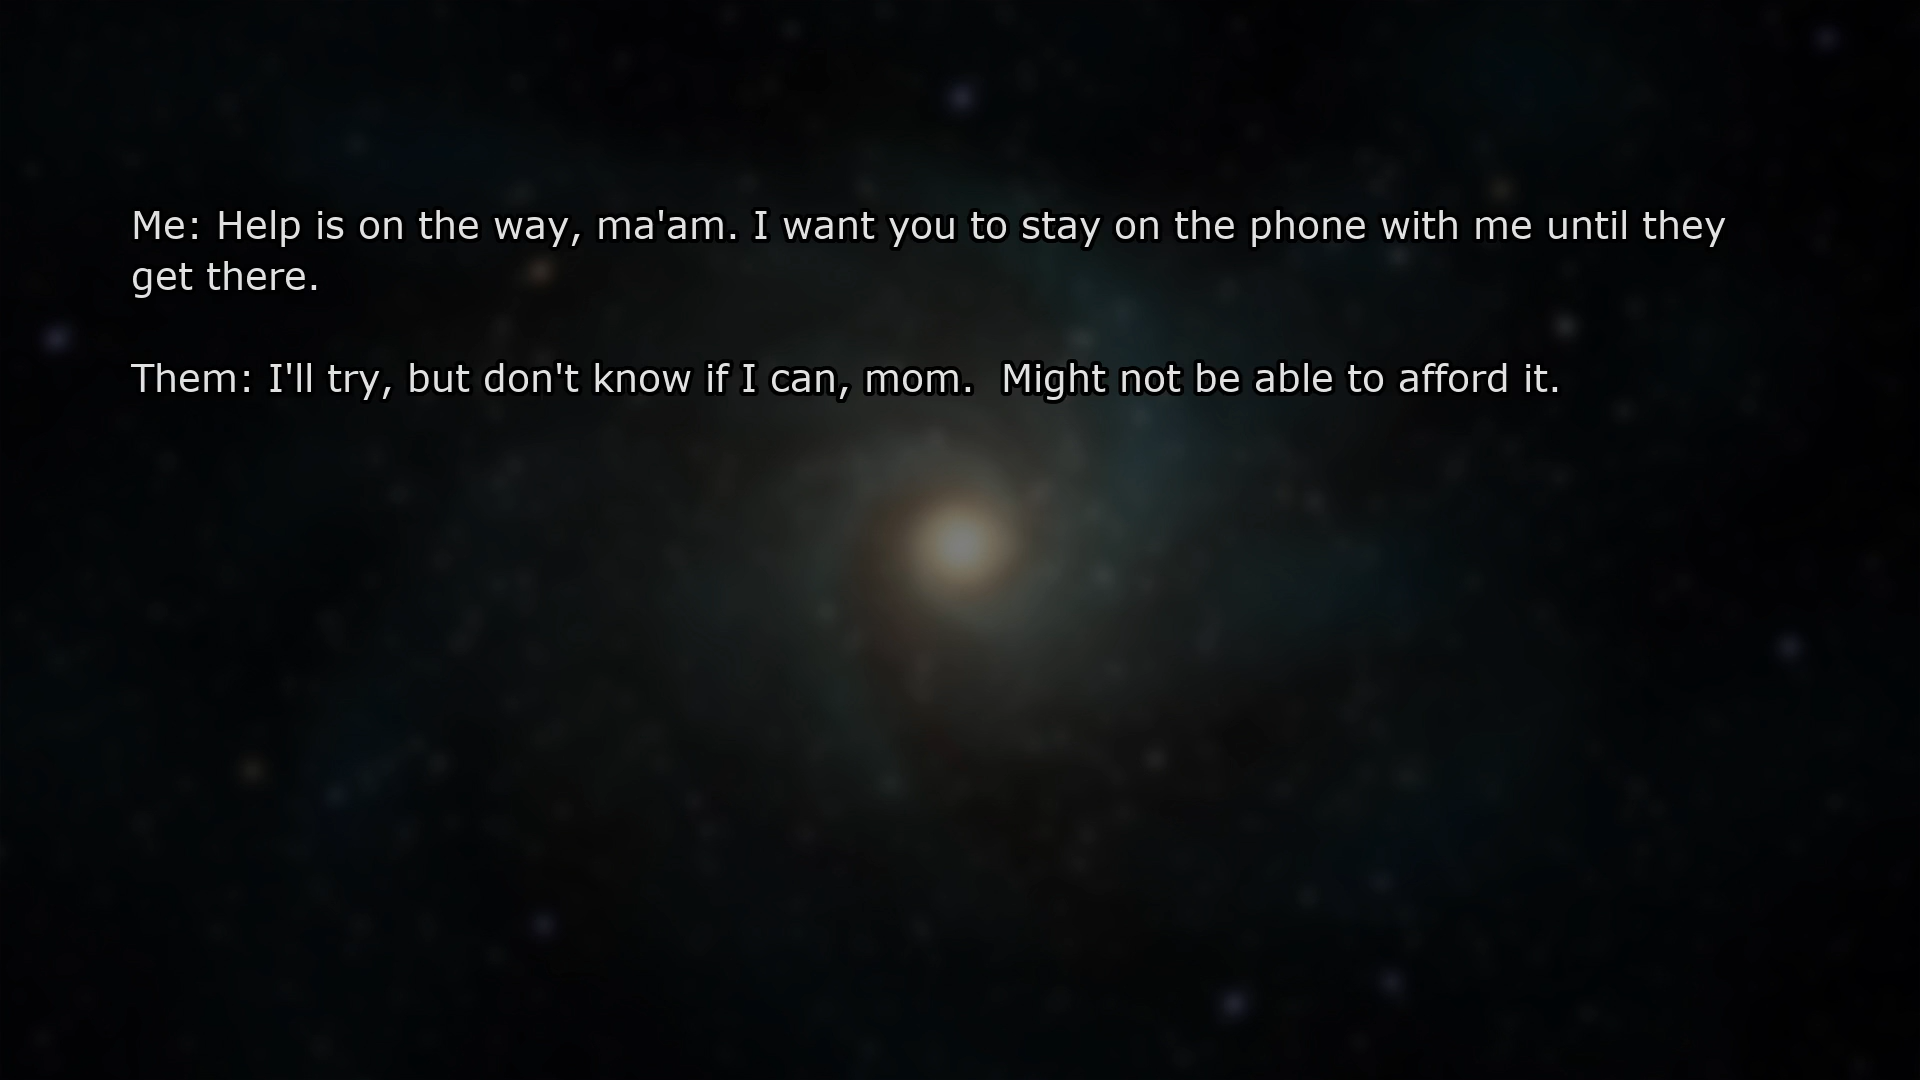 Me: Help is on the way, ma'am. I want you to stay on the phone with me until they
get there.
Them: I'll try, but don't know if I can, mom.  Might not be able to afford it.